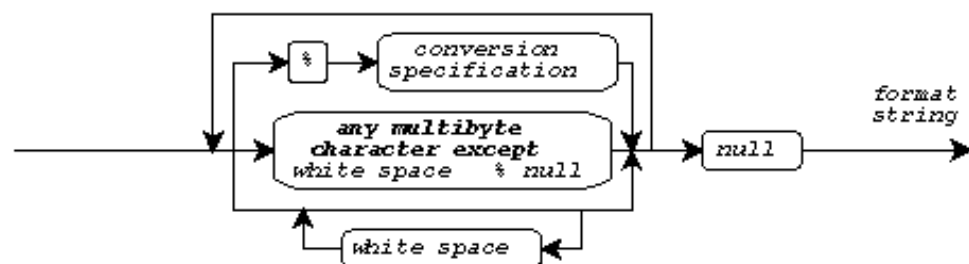 % conversion
specification
format
string
any multibyte
character except
white space % null
null
white space